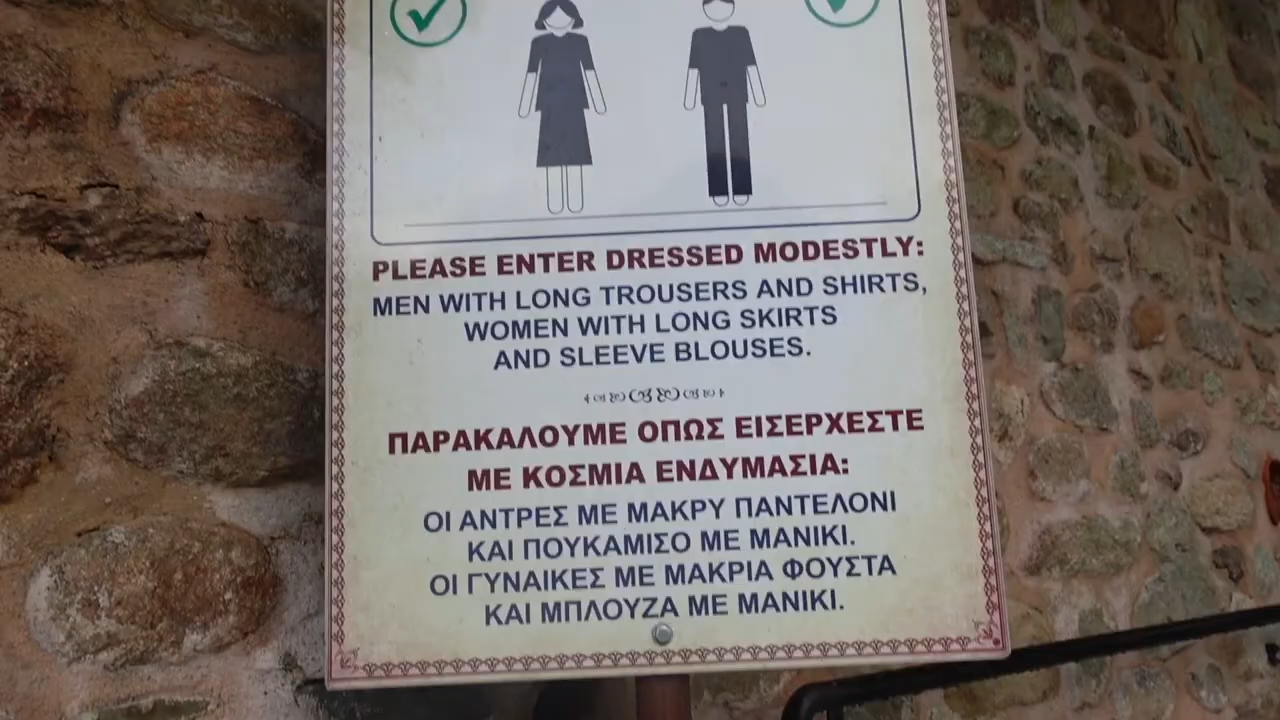 PLEASE ENTER DRESSED MODESTLY:
MEN WITH LONG TROUSERS AND SHIRTS,
WOMEN WITH LONG SKIRTS
AND SLEEVE BLOUSES.
ΠΑΡΑΚΑΛΟΥΜΕ ΟΠΩΣ ΕΙΣΕΡΧΕΣΤΕ
ΜΕ ΚΟΣΜΙΑ ΕΝΔΥΜΑΣΙΑ:
ΟΙ ΑΝΤΡΕΣ ΜΕ ΜΑΚΡΥ ΠΑΝΤΕΛΟΝΙ
ΚΑΙ ΠΟΥΚΑΜΙΣΟ ΜΕ ΜΑΝΙΚΙ.
ΟΙ ΓΥΝΑΙΚΕΣ ΜΕ ΜΑΚΡΙΑ ΦΟΥΣΤΑ
ΚΑΙ ΜΠΛΟΥΖΑ ΜΕ ΜΑΝΙΚΙ.